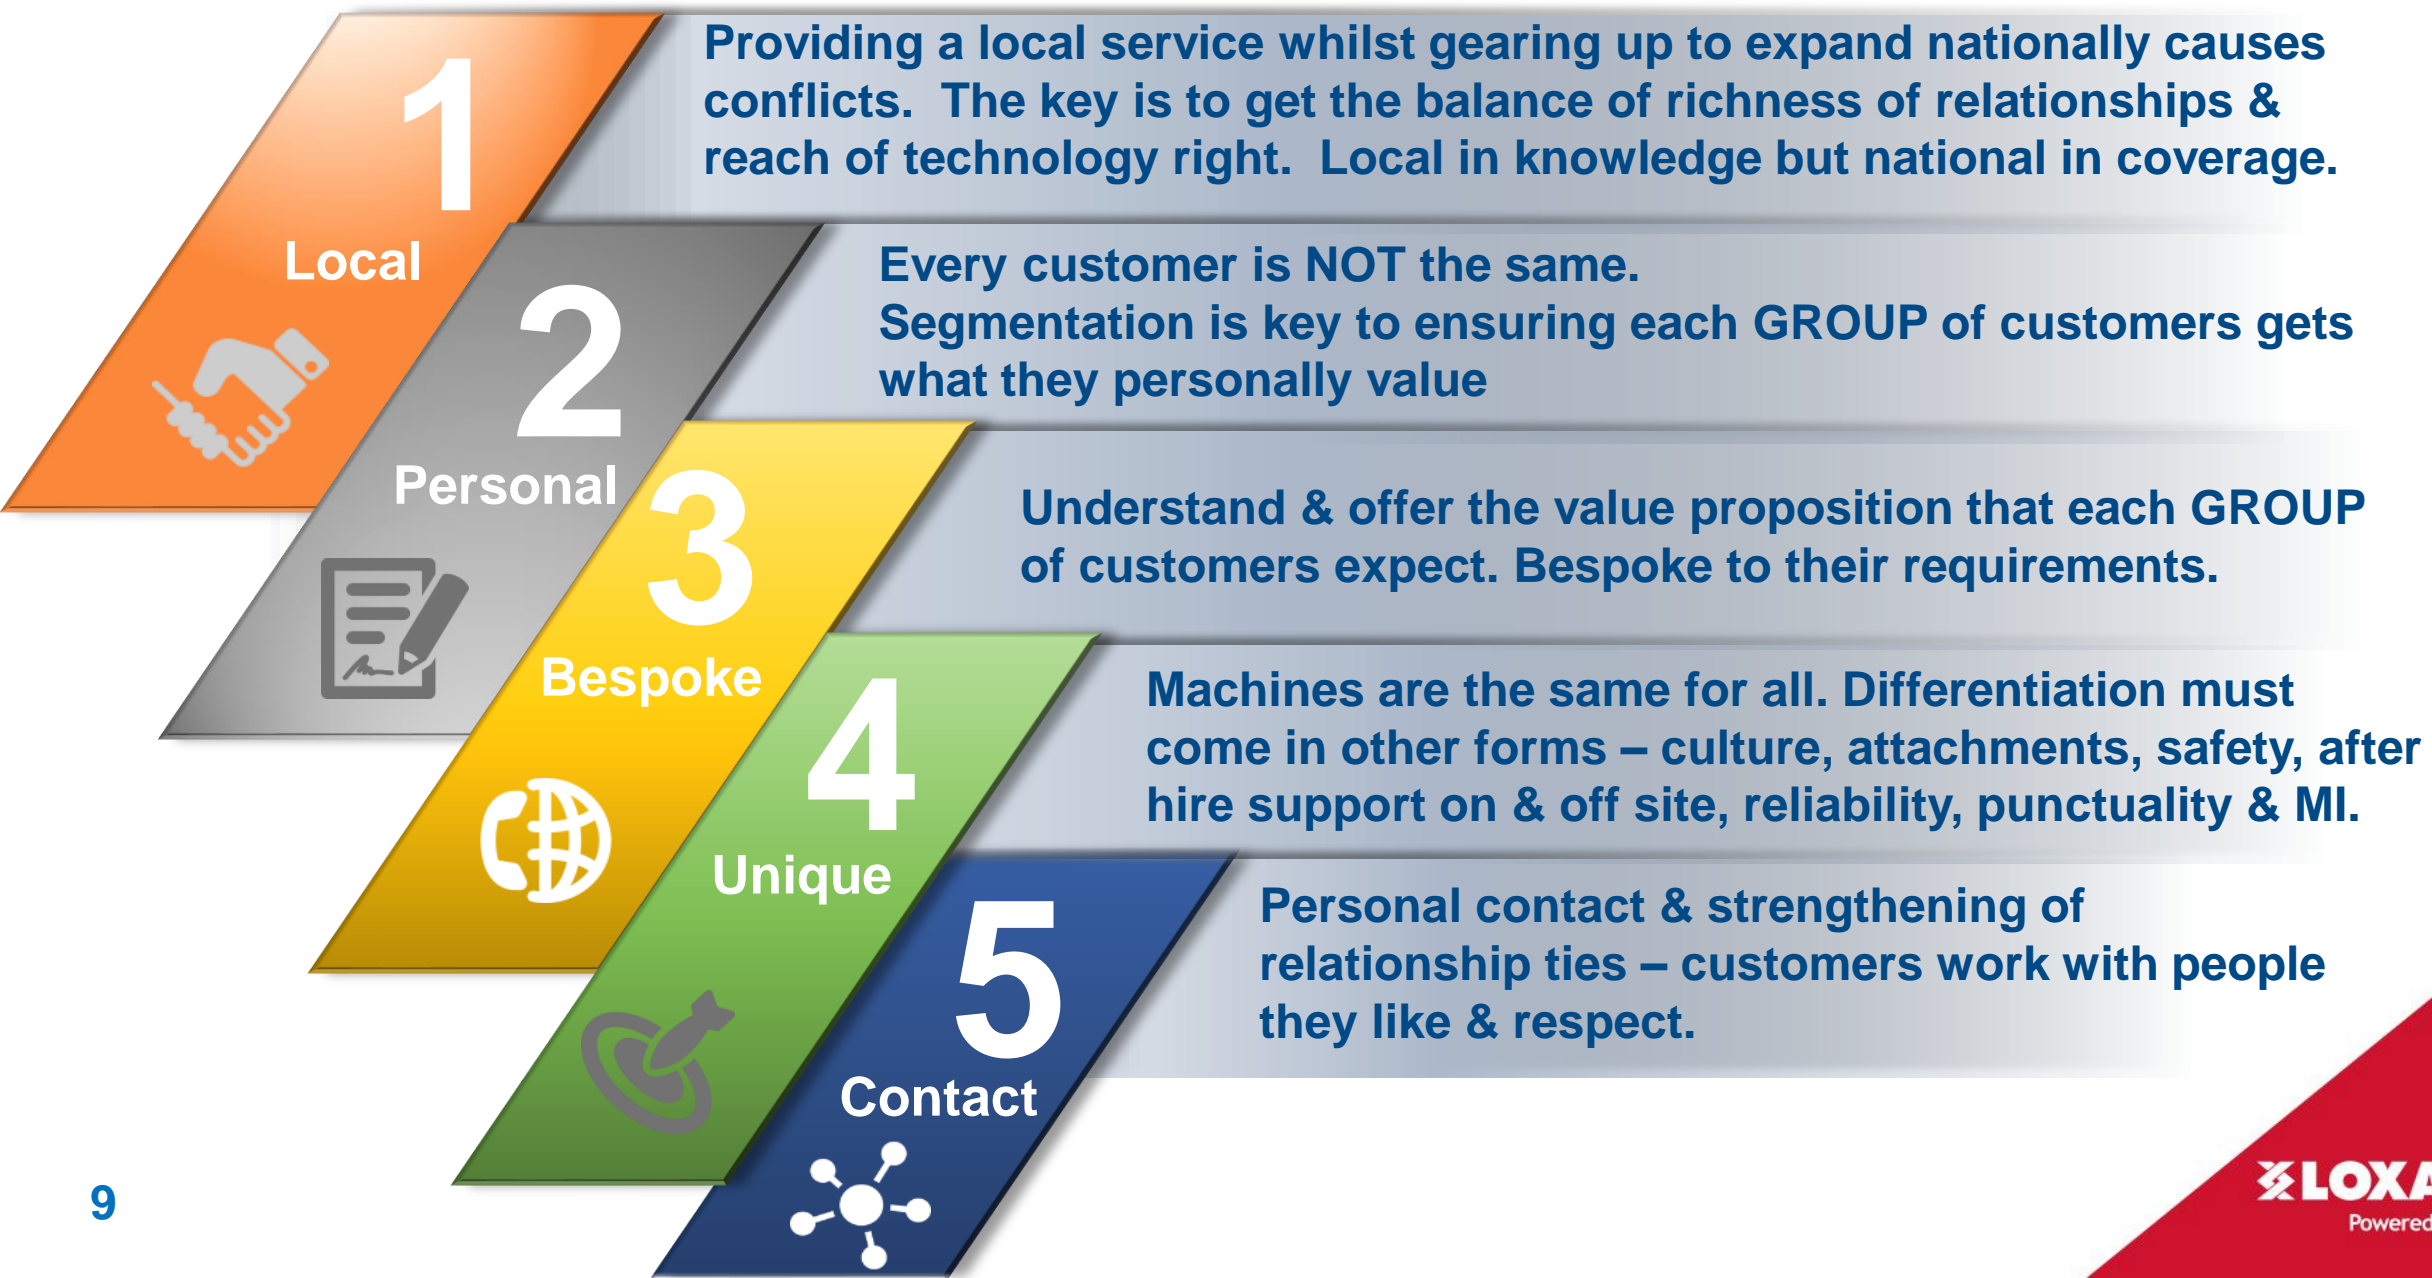 1
Local
Providing a local service whilst gearing up to expand nationally causes
conflicts. The key is to get the balance of richness of relationships &
reach of technology right. Local in knowledge but national in coverage.
2
Personal
Every customer is NOT the same.
Segmentation is key to ensuring each GROUP of customers gets
what they personally value
3
Bespoke
Understand & offer the value proposition that each GROUP
of customers expect. Bespoke to their requirements.
4
Unique
Machines are the same for all. Differentiation must
come in other forms – culture, attachments, safety, after
hire support on & off site, reliability, punctuality & MI.
5
Contact
Personal contact & strengthening of
relationship ties – customers work with people
they like & respect.
9
LOXA
Powered